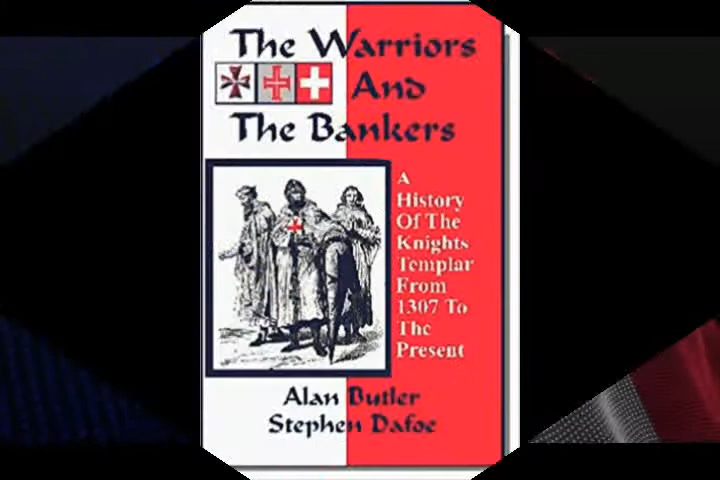 The Warriors
And
The Bankers
A
History
Of The
Knights
Templar
From
1307 To
The
Present
Alan Butler
Stephen Dafoe